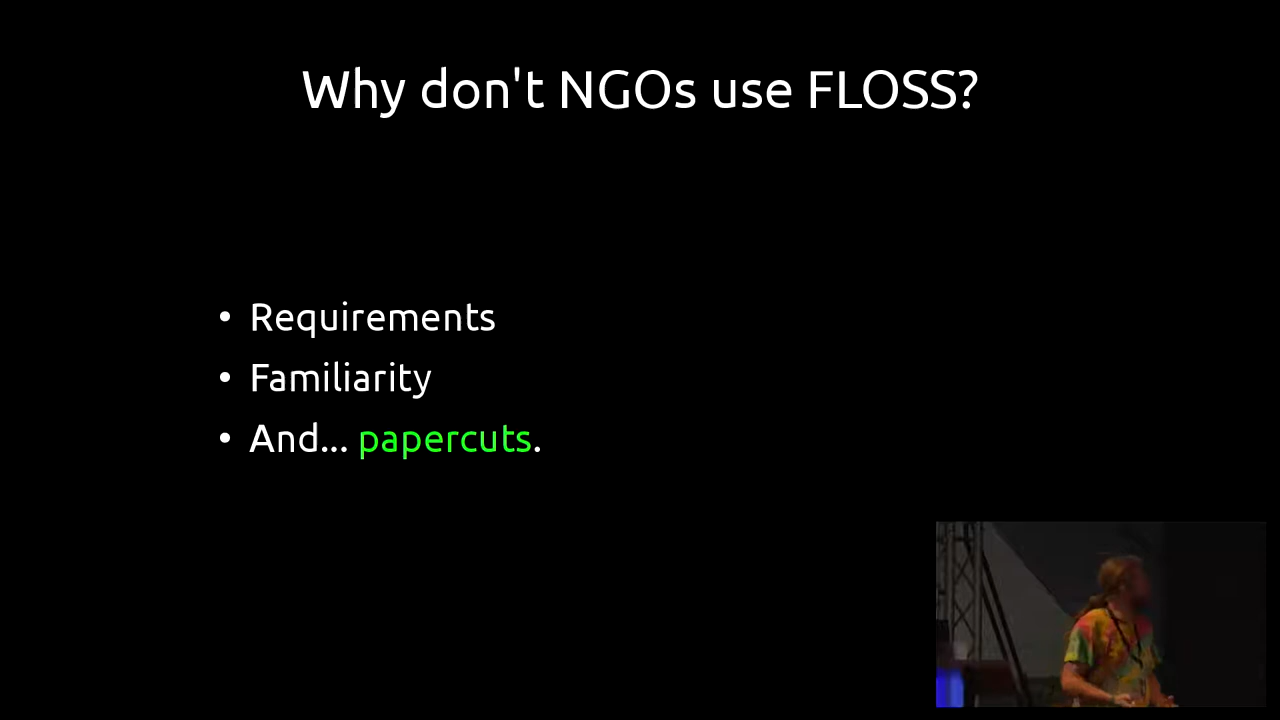 Why don't NGOs use FLOSS?
• Requirements
• Familiarity
• And... papercuts.